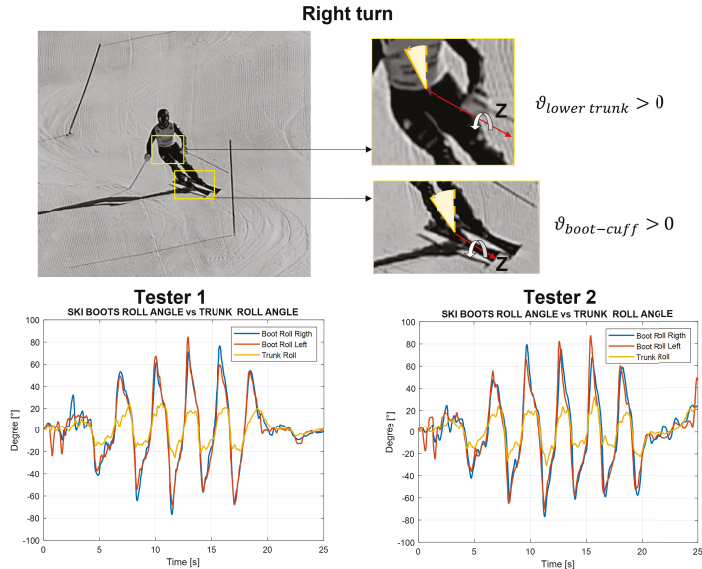 Right turn
Z
ϑ_lower trunk > 0
Z
ϑ_boot−cuff > 0
Tester 1
SKI BOOTS ROLL ANGLE vs TRUNK ROLL ANGLE
Boot Roll Rigth
Boot Roll Left
Trunk Roll
Degree [°]
100
80
60
40
20
0
-20
-40
-60
-80
-100
0 5 10 15 20 25
Time [s]
Tester 2
SKI BOOTS ROLL ANGLE vs TRUNK ROLL ANGLE
Boot Roll Rigth
Boot Roll Left
Trunk Roll
Degree [°]
100
80
60
40
20
0
-20
-40
-60
-80
-100
0 5 10 15 20 25
Time [s]